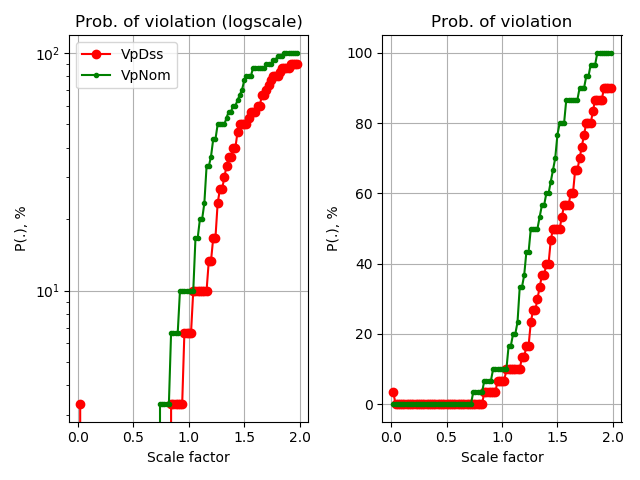 Prob. of violation (logscale)
VpDss
VpNom
10²
10¹
P(.), %
0.0 0.5 1.0 1.5 2.0
Scale factor
Prob. of violation
100
80
60
40
20
0
P(.), %
0.0 0.5 1.0 1.5 2.0
Scale factor